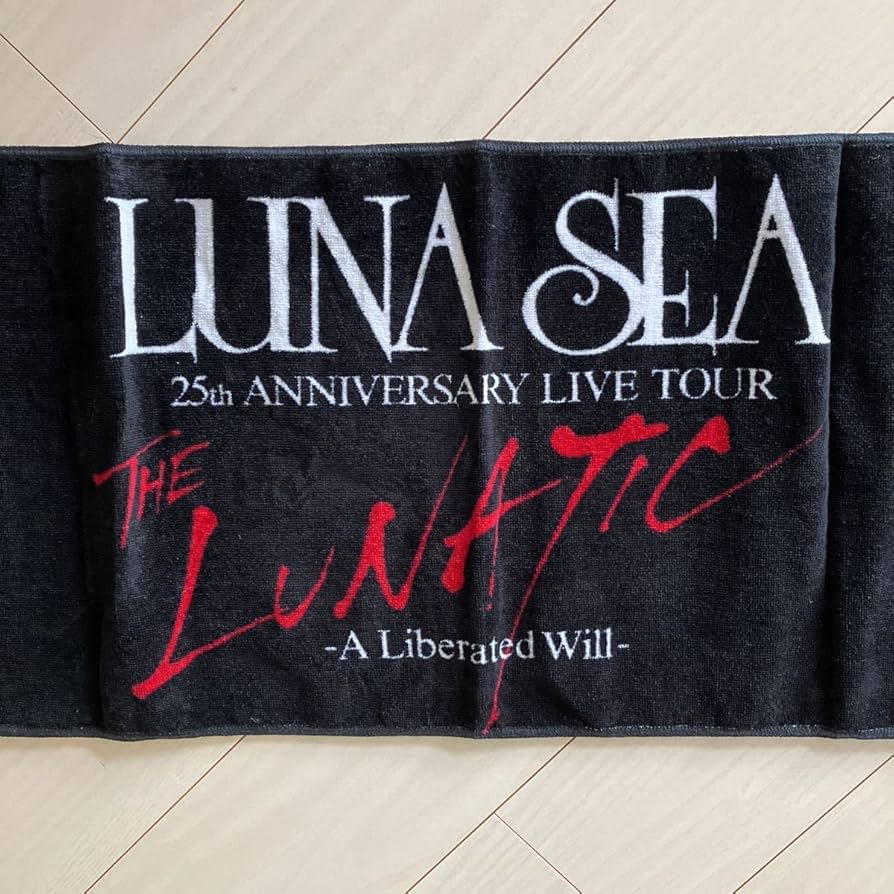 LUNA SEA
25th ANNIVERSARY LIVE TOUR
THE
LUNATIC
-A Liberated Will-